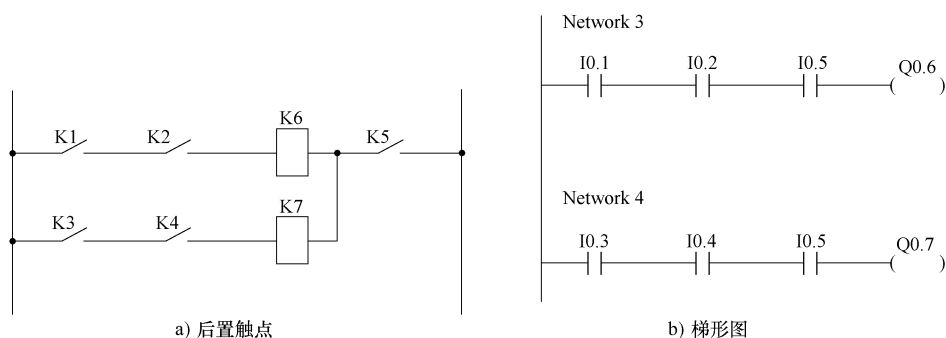 K1 K2 K6 K5
K3 K4 K7
a) 后置触点
Network 3
I0.1 I0.2 I0.5 Q0.6
Network 4
I0.3 I0.4 I0.5 Q0.7
b) 梯形图